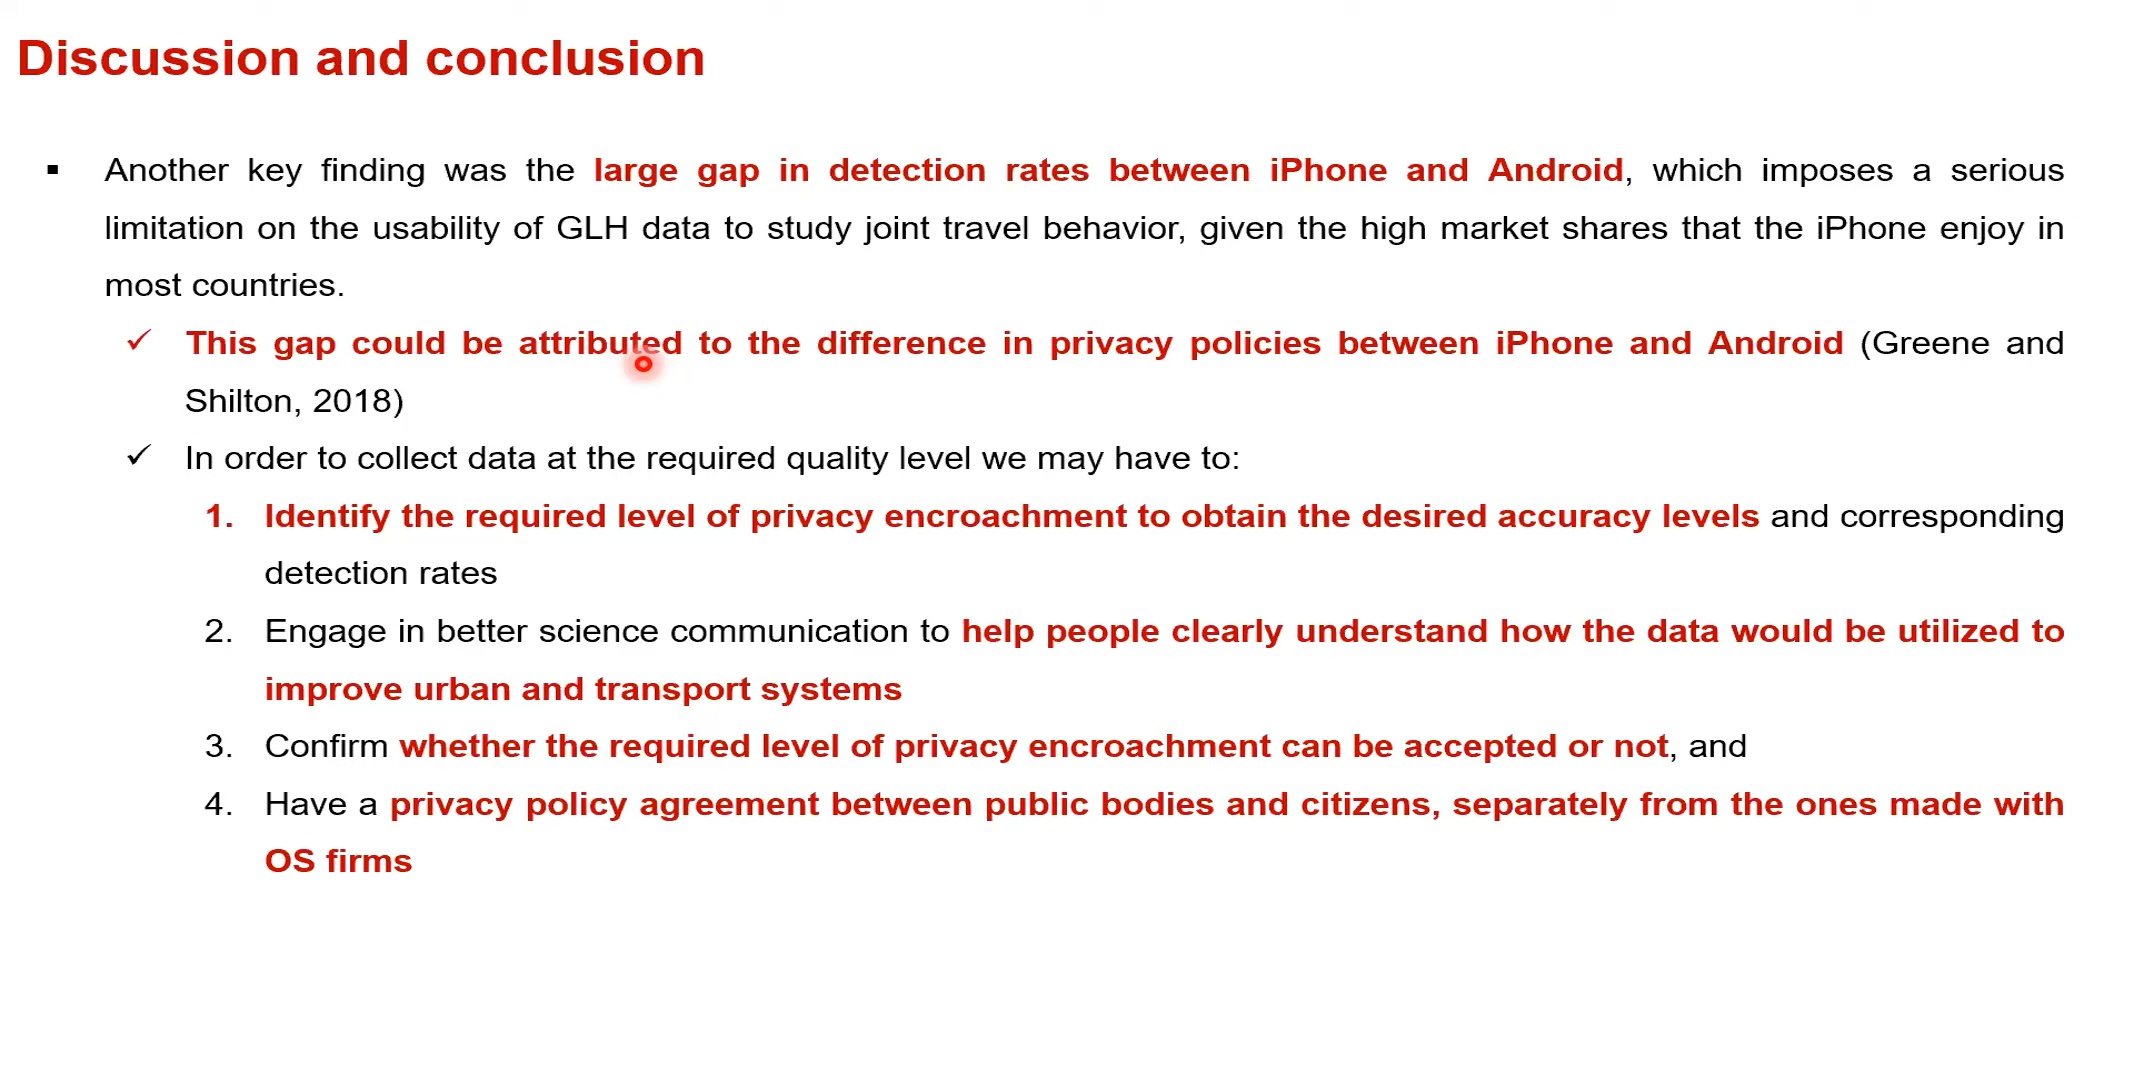 Discussion and conclusion
▪ Another key finding was the large gap in detection rates between iPhone and Android, which imposes a serious
limitation on the usability of GLH data to study joint travel behavior, given the high market shares that the iPhone enjoy in
most countries.
✓ This gap could be attributed to the difference in privacy policies between iPhone and Android (Greene and
Shilton, 2018)
✓ In order to collect data at the required quality level we may have to:
1. Identify the required level of privacy encroachment to obtain the desired accuracy levels and corresponding
detection rates
2. Engage in better science communication to help people clearly understand how the data would be utilized to
improve urban and transport systems
3. Confirm whether the required level of privacy encroachment can be accepted or not, and
4. Have a privacy policy agreement between public bodies and citizens, separately from the ones made with
OS firms